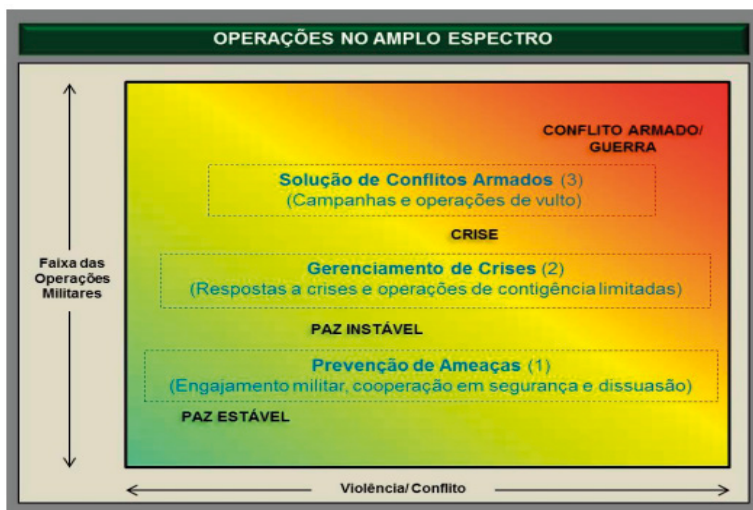 OPERAÇÕES NO AMPLO ESPECTRO
CONFLITO ARMADO/
GUERRA
Solução de Conflitos Armados (3)
(Campanhas e operações de vulto)
CRISE
Faixa das
Operações
Militares
Gerenciamento de Crises (2)
(Respostas a crises e operações de contigência limitadas)
PAZ INSTÁVEL
Prevenção de Ameaças (1)
(Engajamento militar, cooperação em segurança e dissuasão)
PAZ ESTÁVEL
Violência/ Conflito